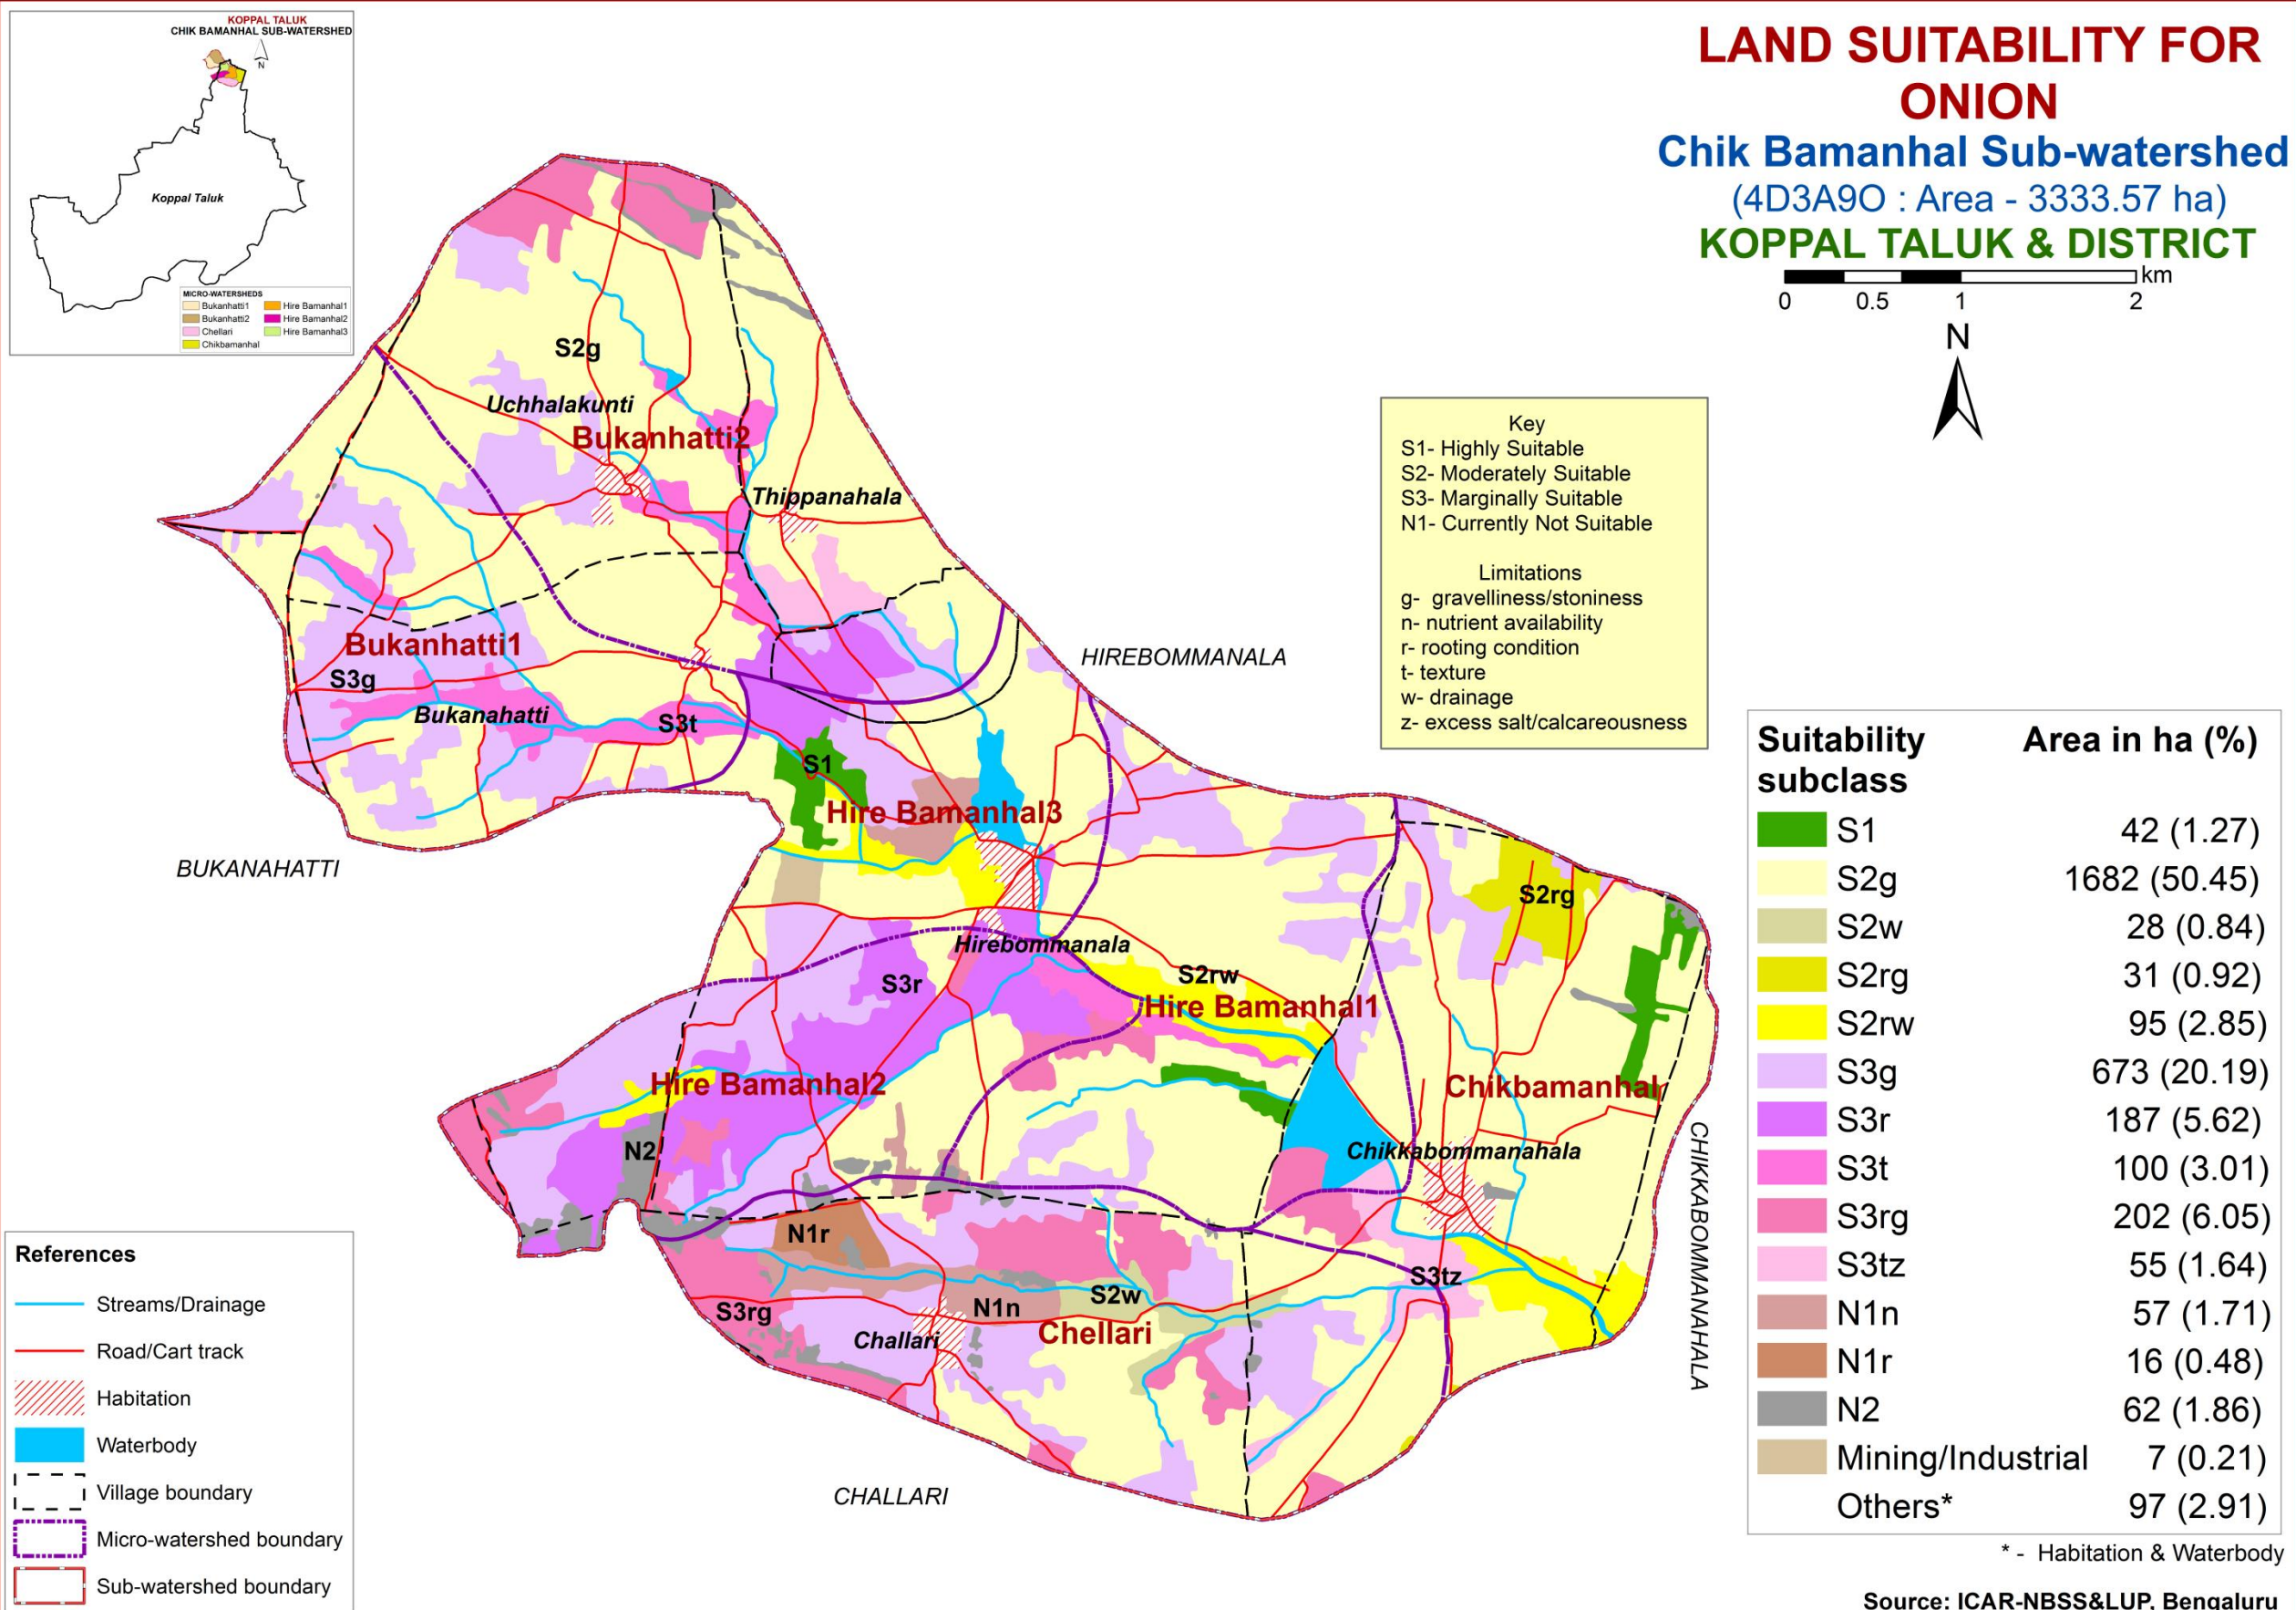 KOPPAL TALUK
CHIK BAMANHAL SUB-WATERSHED
N
Koppal Taluk
MICRO-WATERSHEDS
Bukanhatti1
Hire Bamanhal1
Bukanhatti2
Hire Bamanhal2
Chellari
Hire Bamanhal3
Chikbamanhal
LAND SUITABILITY FOR
ONION
Chik Bamanhal Sub-watershed
(4D3A9O : Area - 3333.57 ha)
KOPPAL TALUK & DISTRICT
km
0 0.5 1 2
N
Key
S1- Highly Suitable
S2- Moderately Suitable
S3- Marginally Suitable
N1- Currently Not Suitable
Limitations
g- gravelliness/stoniness
n- nutrient availability
r- rooting condition
t- texture
w- drainage
z- excess salt/calcareousness
S2g
Uchhalakunti
Bukanhatti2
Thippanahala
Bukanhatti1
S3g
Bukanahatti
S3t
HIREBOMMANALA
S1
Hire Bamanhal3
BUKANAHATTI
S2rg
Hirebommanala
S3r
S2rw
Hire Bamanhal1
Hire Bamanhal2
Chikbamanhal
N2
Chikkabommanahala
CHIKKABOMMANAHALA
N1r
S3tz
S2w
N1n
S3rg
Chellari
Challari
CHALLARI
Suitability Area in ha (%)
subclass
S1 42 (1.27)
S2g 1682 (50.45)
S2w 28 (0.84)
S2rg 31 (0.92)
S2rw 95 (2.85)
S3g 673 (20.19)
S3r 187 (5.62)
S3t 100 (3.01)
S3rg 202 (6.05)
S3tz 55 (1.64)
N1n 57 (1.71)
N1r 16 (0.48)
N2 62 (1.86)
Mining/Industrial 7 (0.21)
Others* 97 (2.91)
* - Habitation & Waterbody
Source: ICAR-NBSS&LUP, Bengaluru
References
Streams/Drainage
Road/Cart track
Habitation
Waterbody
Village boundary
Micro-watershed boundary
Sub-watershed boundary